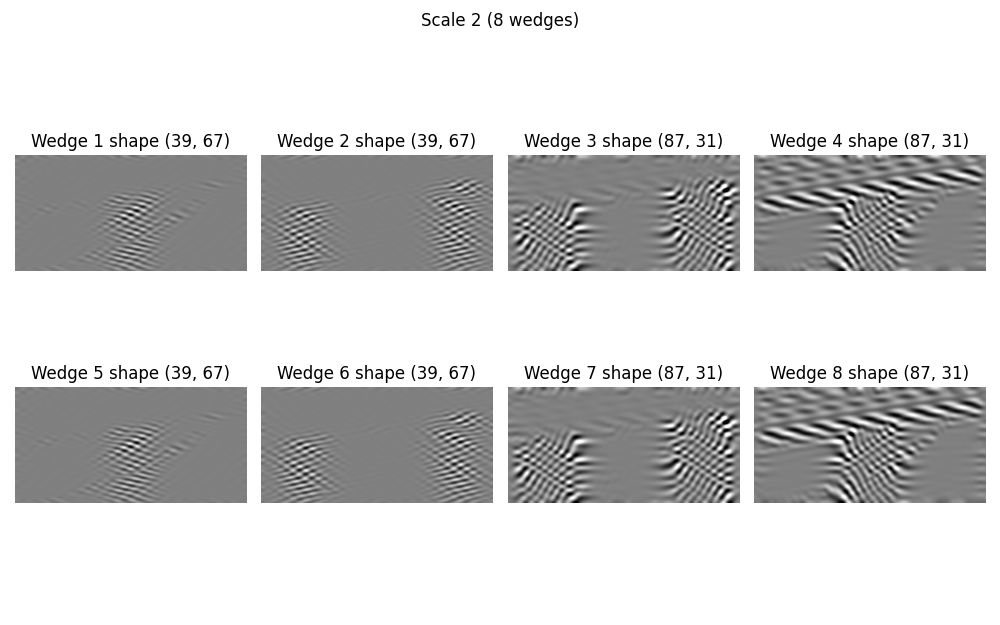 Scale 2 (8 wedges)
Wedge 1 shape (39, 67)
Wedge 2 shape (39, 67)
Wedge 3 shape (87, 31)
Wedge 4 shape (87, 31)
Wedge 5 shape (39, 67)
Wedge 6 shape (39, 67)
Wedge 7 shape (87, 31)
Wedge 8 shape (87, 31)